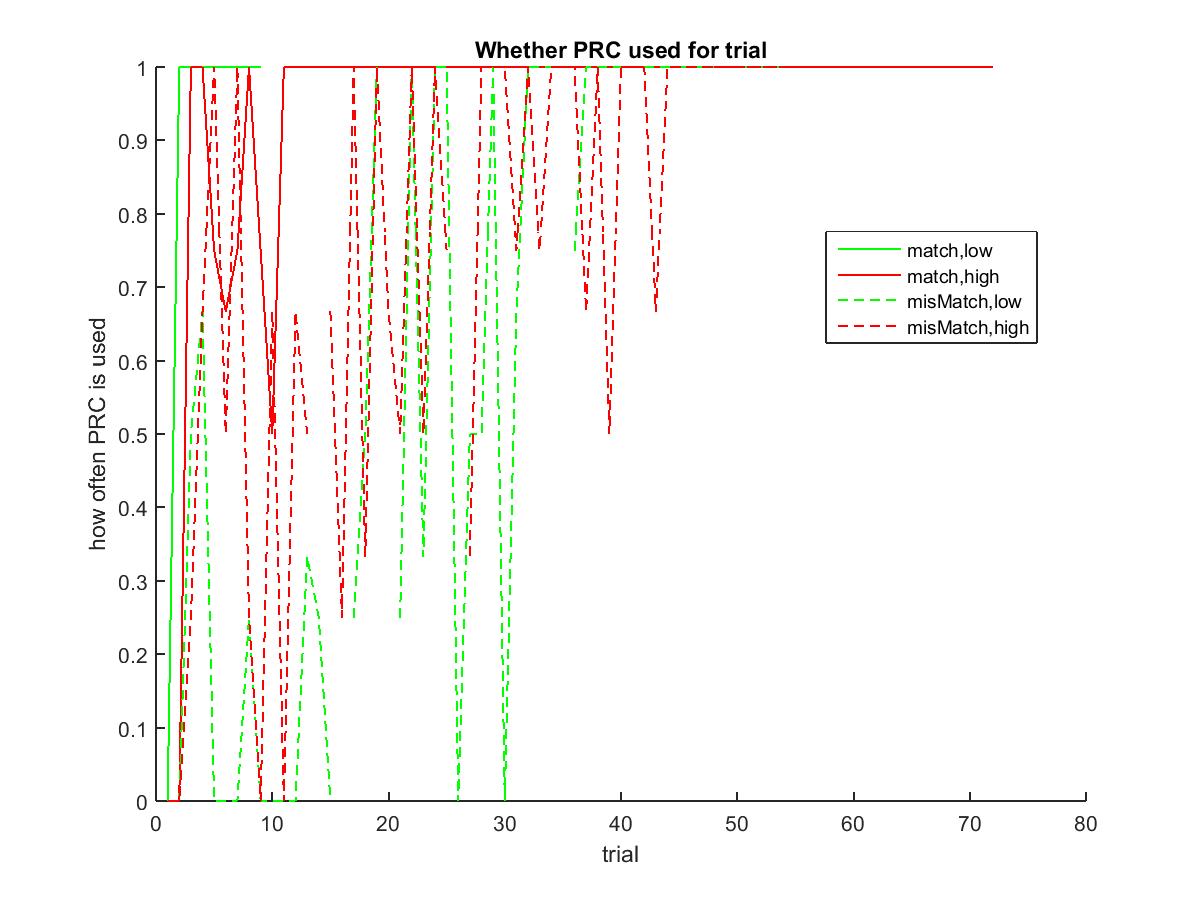 Whether PRC used for trial
1
0.9
0.8
0.7
0.6
0.5
0.4
0.3
0.2
0.1
0
how often PRC is used
match,low
match,high
misMatch,low
misMatch,high
0 10 20 30 40 50 60 70 80
trial